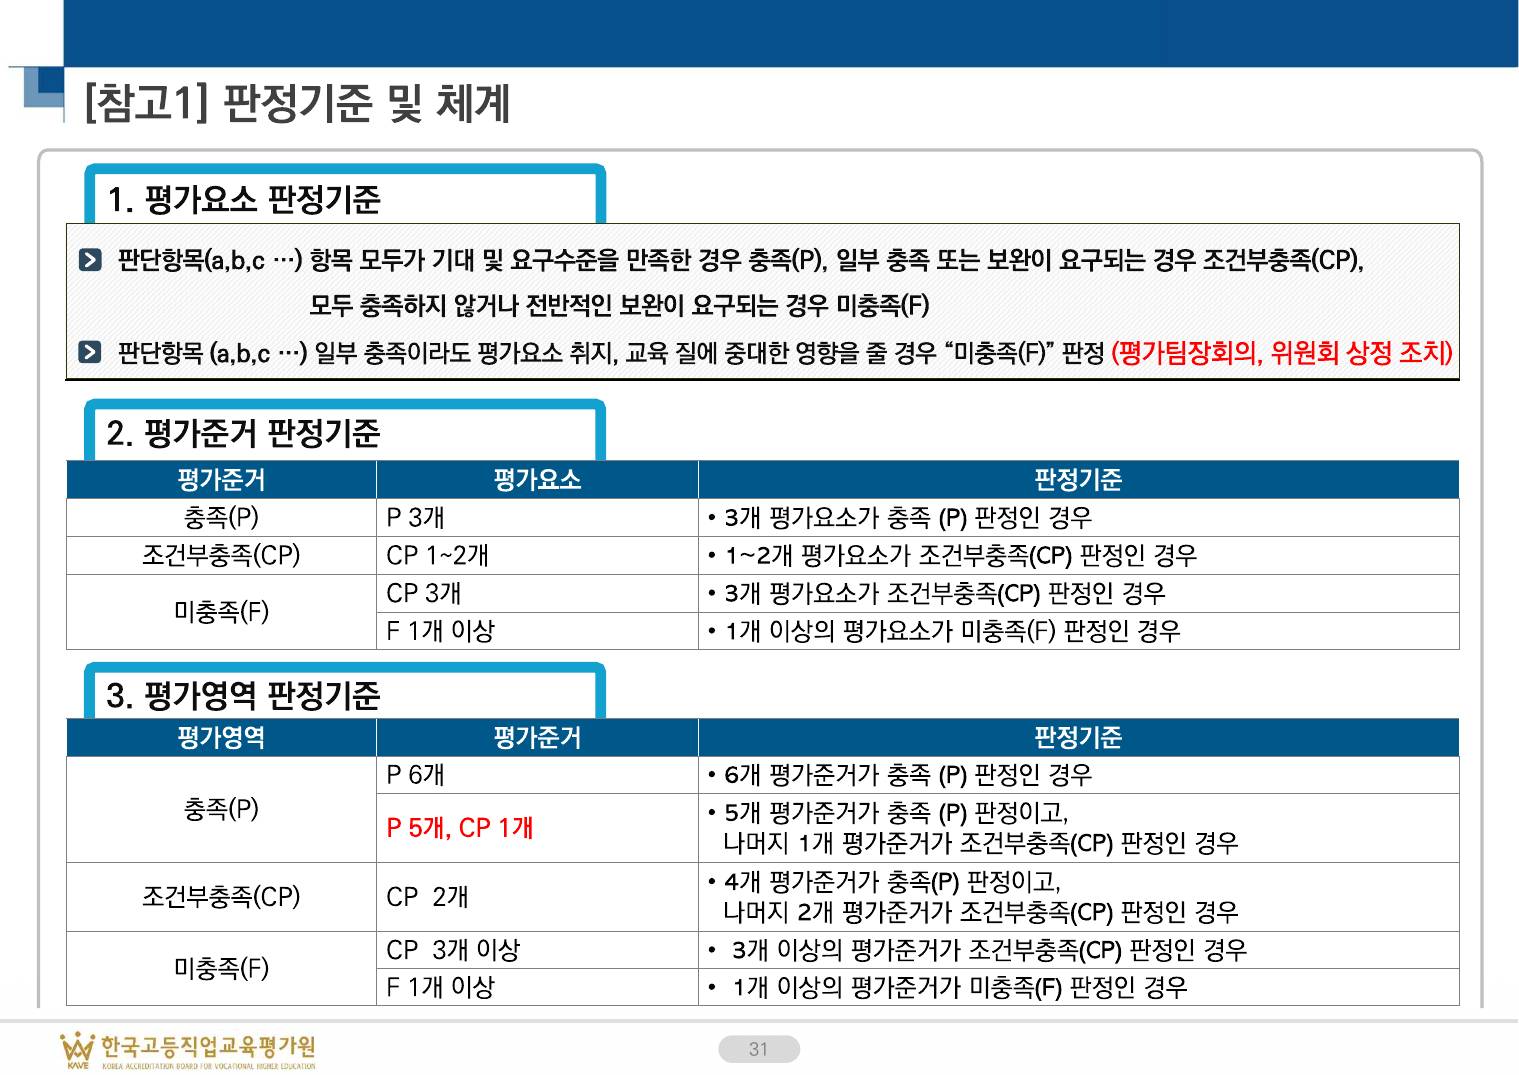 [참고1] 판정기준 및 체계
1. 평가요소 판정기준
판단항목(a,b,c …) 항목 모두가 기대 및 요구수준을 만족한 경우 충족(P), 일부 충족 또는 보완이 요구되는 경우 조건부충족(CP),
모두 충족하지 않거나 전반적인 보완이 요구되는 경우 미충족(F)
판단항목 (a,b,c …) 일부 충족이라도 평가요소 취지, 교육 질에 중대한 영향을 줄 경우 “미충족(F)” 판정 (평가팀장회의, 위원회 상정 조치)
2. 평가준거 판정기준
평가준거 평가요소 판정기준
충족(P) P 3개 • 3개 평가요소가 충족 (P) 판정인 경우
조건부충족(CP) CP 1~2개 • 1~2개 평가요소가 조건부충족(CP) 판정인 경우
미충족(F)
CP 3개 • 3개 평가요소가 조건부충족(CP) 판정인 경우
F 1개 이상 • 1개 이상의 평가요소가 미충족(F) 판정인 경우
3. 평가영역 판정기준
평가영역 평가준거 판정기준
충족(P)
P 6개 • 6개 평가준거가 충족 (P) 판정인 경우
P 5개, CP 1개
• 5개 평가준거가 충족 (P) 판정이고,
나머지 1개 평가준거가 조건부충족(CP) 판정인 경우
조건부충족(CP) CP 2개
• 4개 평가준거가 충족(P) 판정이고,
나머지 2개 평가준거가 조건부충족(CP) 판정인 경우
미충족(F)
CP 3개 이상 • 3개 이상의 평가준거가 조건부충족(CP) 판정인 경우
F 1개 이상 • 1개 이상의 평가준거가 미충족(F) 판정인 경우
한국고등직업교육평가원
KAVE KOREA ACCREDITATION BOARD FOR VOCATIONAL HIGHER EDUCATION
31